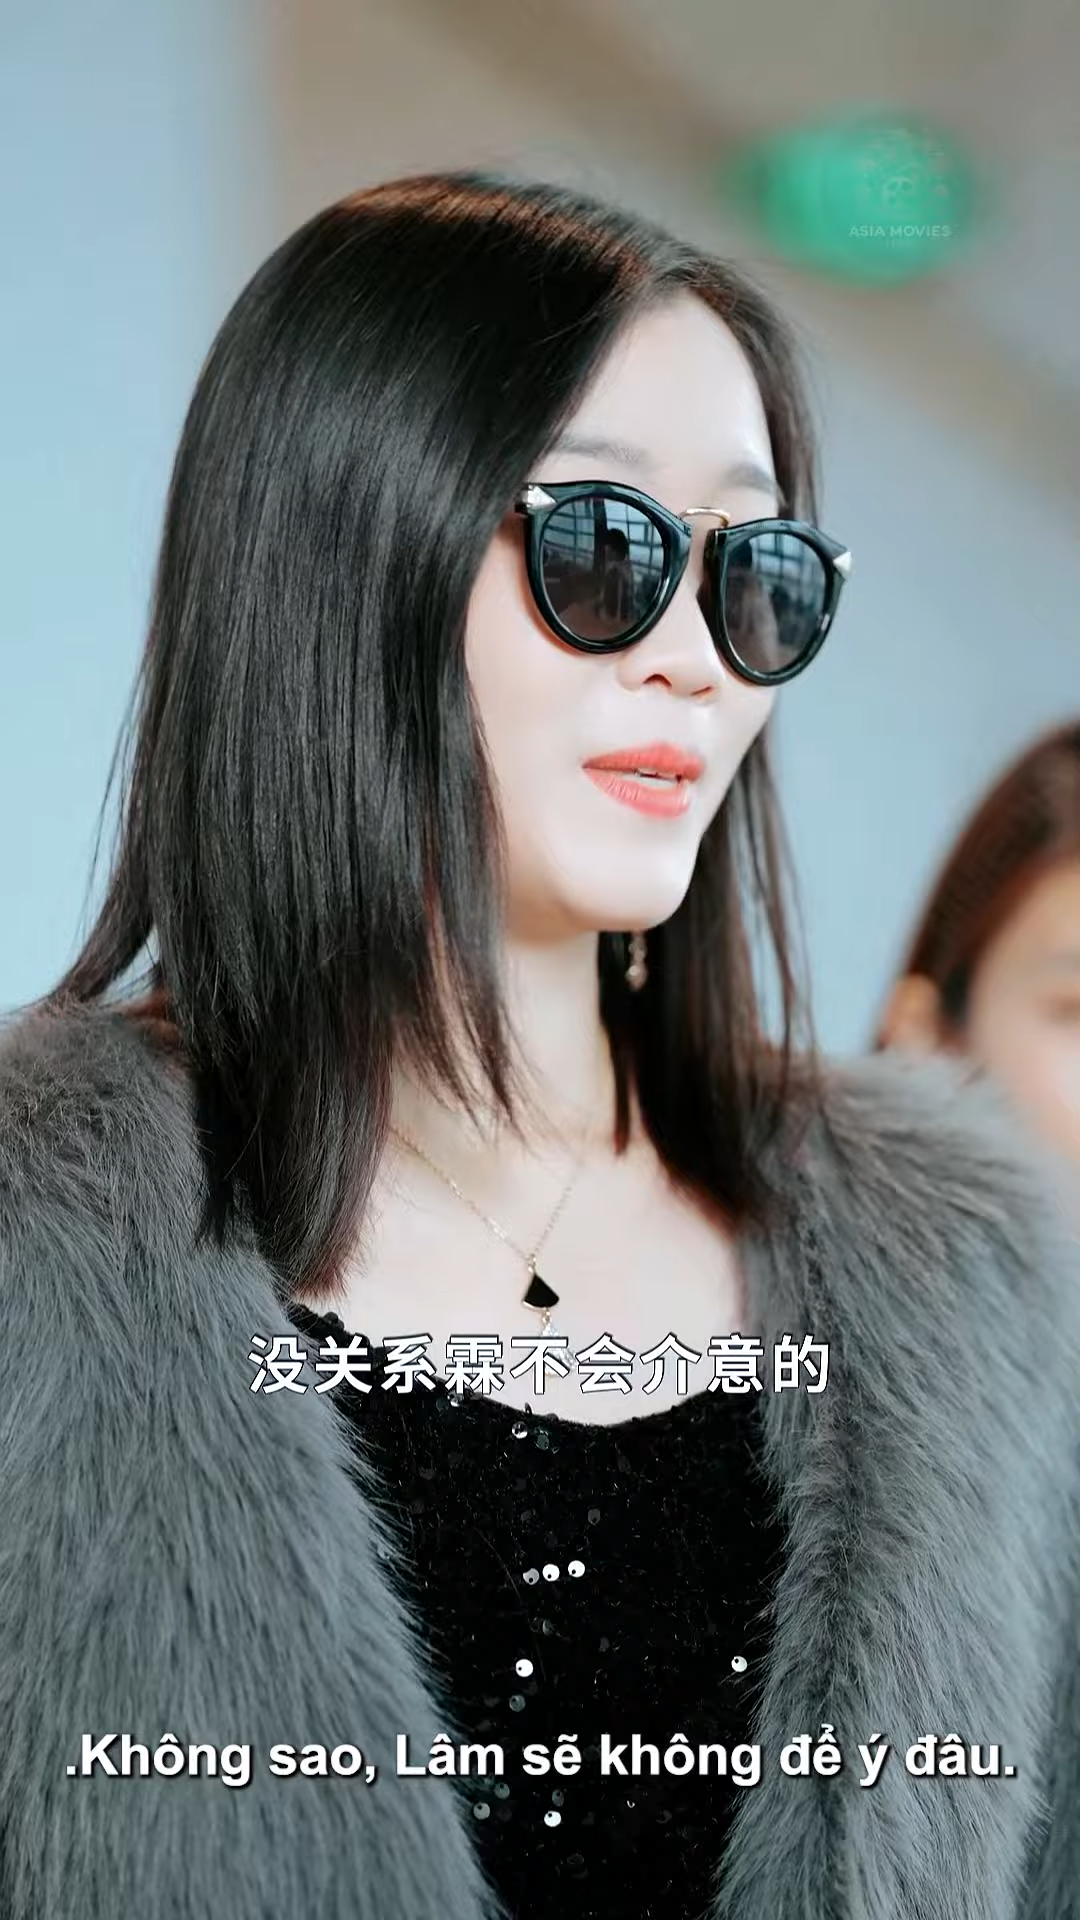 ASIA MOVIES
没关系霖不会介意的
.Không sao, Lâm sẽ không để ý đâu.